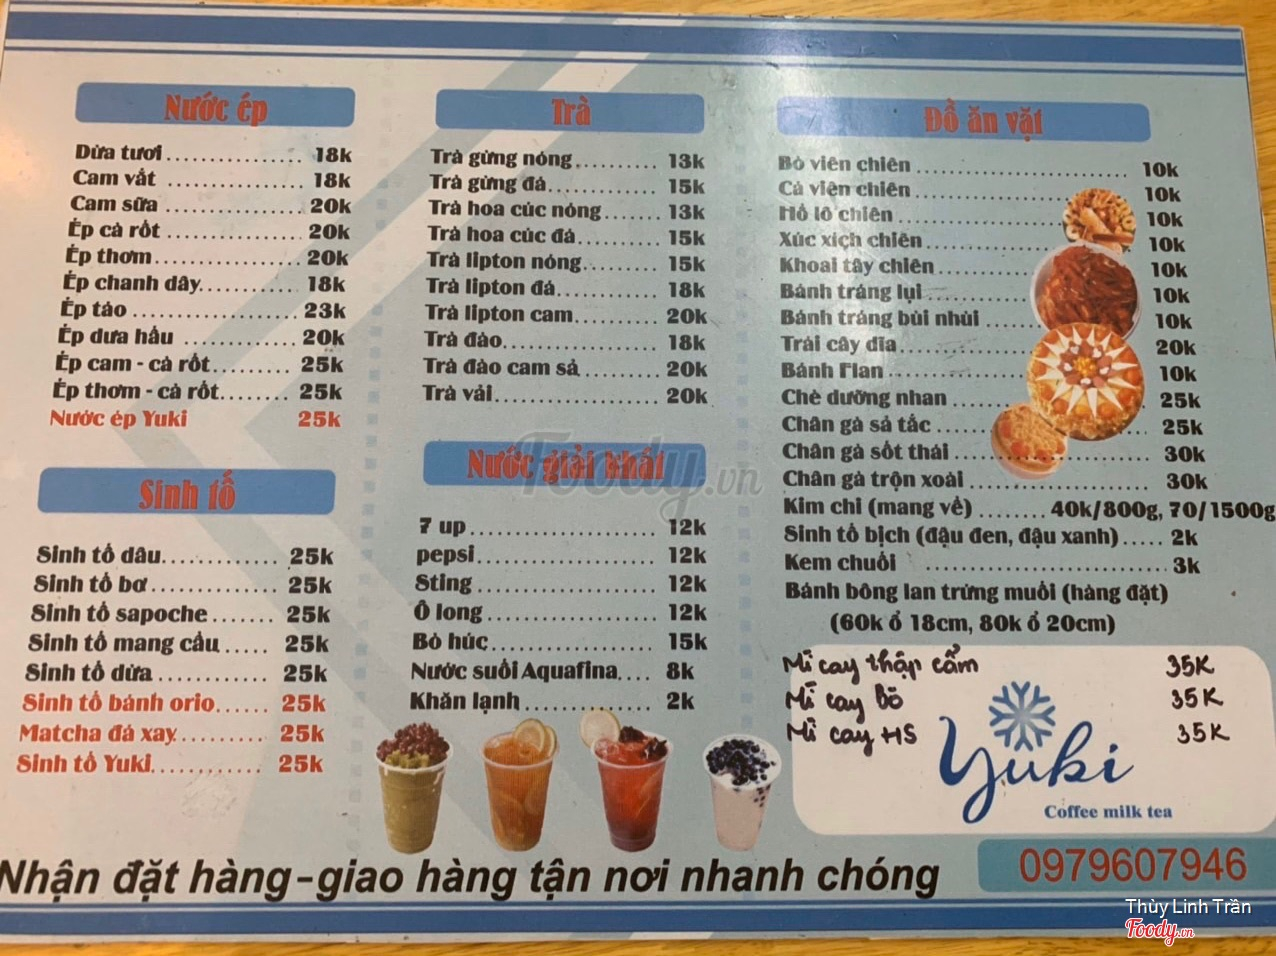 Nước ép
Dừa tươi .................... 18k
Cam vắt .................... 18k
Cam sữa .................... 20k
Ép cà rốt .................... 20k
Ép thơm .................... 20k
Ép chanh dây .................... 18k
Ép táo .................... 23k
Ép dưa hấu .................... 20k
Ép cam - cà rốt .................... 25k
Ép thơm - cà rốt .................... 25k
Nước ép Yuki 25k
Sinh tố
Sinh tố dâu .................... 25k
Sinh tố bơ .................... 25k
Sinh tố sapoche .................... 25k
Sinh tố mang cầu ..... 25k
Sinh tố dừa .................... 25k
Sinh tố bánh orio ...... 25k
Matcha đá xay .................... 25k
Sinh tố Yuki .................... 25k
Trà
Trà gừng nóng .......... 13k
Trà gừng đá .............. 15k
Trà hoa cúc nóng ....... 13k
Trà hoa cúc đá .......... 15k
Trà lipton nóng ......... 15k
Trà lipton đá ............ 18k
Trà lipton cam .......... 20k
Trà đào .................... 18k
Trà đào cam sả ......... 20k
Trà vải .................... 20k
Nước giải khát
7 up .................... 12k
pepsi .................... 12k
Sting .................... 12k
Ô long .................... 12k
Bò húc .................... 15k
Nước suối Aquafina .... 8k
Khăn lạnh .............. 2k
Đồ ăn vặt
Bò viên chiên .................... 10k
Cá viên chiên .................... 10k
Hồ lô chiên .................... 10k
Xúc xích chiên .................... 10k
Khoai tây chiên .................... 10k
Bánh tráng lụi .................... 10k
Bánh tráng bùi nhùi .................... 10k
Trái cây dĩa .................... 20k
Bánh Flan .................... 10k
Chè dưỡng nhan .................... 25k
Chân gà sả tắc .................... 25k
Chân gà sốt thái .................... 30k
Chân gà trộn xoài .................... 30k
Kim chi (mang về) ........ 40k/800g, 70/1500g
Sinh tố bịch (đậu đen, đậu xanh) ..... 2k
Kem chuối .................... 3k
Bánh bông lan trứng muối (hàng đặt)
(60k ổ 18cm, 80k ổ 20cm)
Mì cay thập cẩm 35K
Mì cay bò 35K
Mì cay HS 35K
Yuki
Coffee milk tea
Nhận đặt hàng - giao hàng tận nơi nhanh chóng
0979607946
Foody.vn
Thùy Linh Trần
Foody.vn